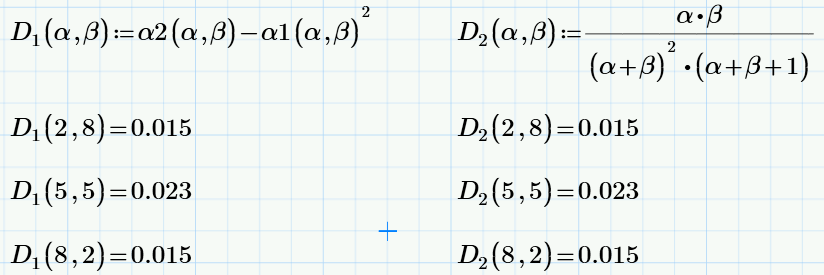 D₁(α,β):=α2(α,β)−α1(α,β)² D₂(α,β):=α·β/((α+β)²·(α+β+1))
D₁(2,8)=0.015 D₂(2,8)=0.015
D₁(5,5)=0.023 D₂(5,5)=0.023
D₁(8,2)=0.015 D₂(8,2)=0.015